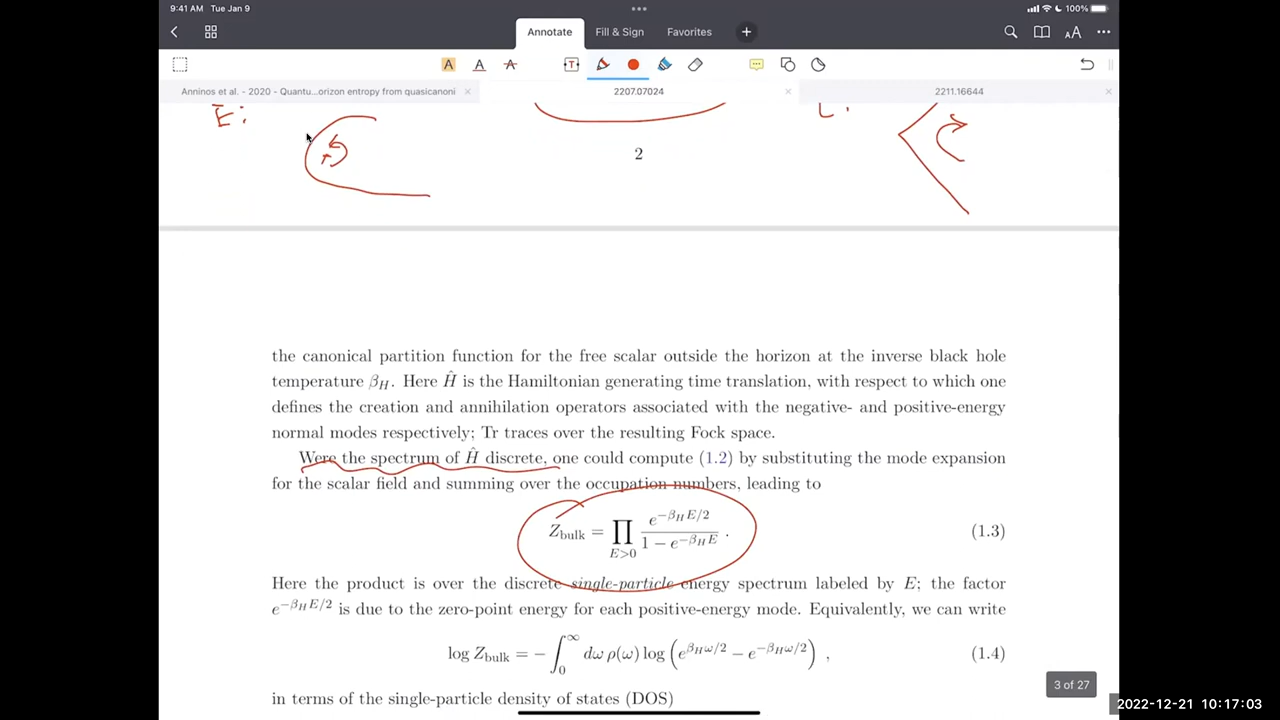 9:41 AM Tue Jan 9
100%
Annotate
Fill & Sign
Favorites
Anninos et al. - 2020 - Quantu...orizon entropy from quasicanoni
2207.07024
2211.16644
E:
L:
2
the canonical partition function for the free scalar outside the horizon at the inverse black hole
temperature β_H. Here Ĥ is the Hamiltonian generating time translation, with respect to which one
defines the creation and annihilation operators associated with the negative- and positive-energy
normal modes respectively; Tr traces over the resulting Fock space.
Were the spectrum of Ĥ discrete, one could compute (1.2) by substituting the mode expansion
for the scalar field and summing over the occupation numbers, leading to
Z_bulk = ∏_{E>0} e^{-β_H E/2} / (1 − e^{-β_H E}) . (1.3)
Here the product is over the discrete single-particle energy spectrum labeled by E; the factor
e^{-β_H E/2} is due to the zero-point energy for each positive-energy mode. Equivalently, we can write
log Z_bulk = − ∫_0^∞ dω ρ(ω) log (e^{β_H ω/2} − e^{-β_H ω/2}) , (1.4)
in terms of the single-particle density of states (DOS)
3 of 27
2022-12-21 10:17:03